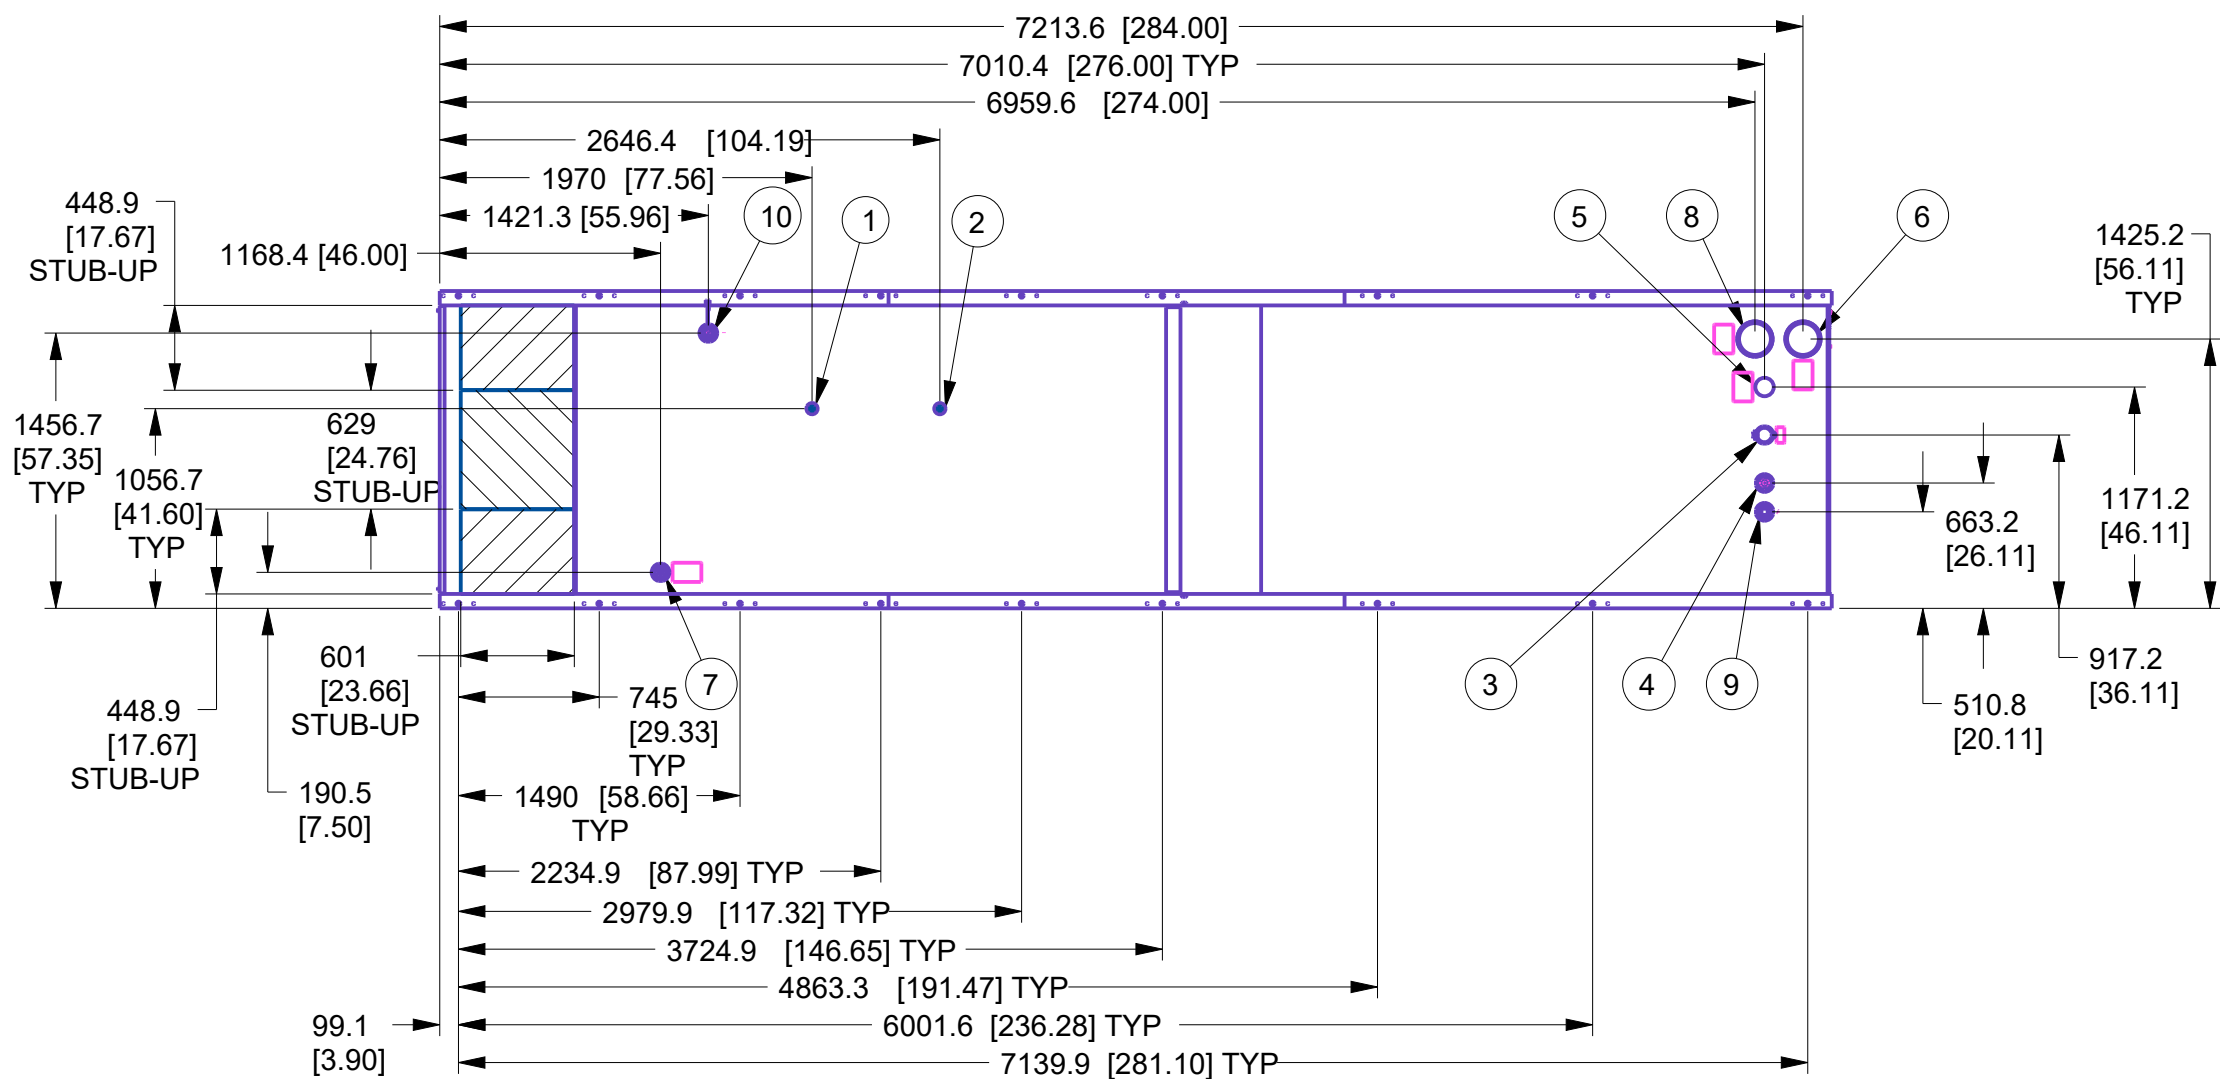 7213.6 [284.00]
7010.4 [276.00] TYP
6959.6 [274.00]
2646.4 [104.19]
1970 [77.56]
1421.3 [55.96]
1168.4 [46.00]
448.9
[17.67]
STUB-UP
10
1
2
5
8
6
1425.2
[56.11]
TYP
1456.7
[57.35]
TYP
1056.7
[41.60]
TYP
629
[24.76]
STUB-UP
1171.2
[46.11]
663.2
[26.11]
601
[23.66]
STUB-UP
448.9
[17.67]
STUB-UP
190.5
[7.50]
7
3
4
9
917.2
[36.11]
510.8
[20.11]
745
[29.33]
TYP
1490 [58.66]
TYP
2234.9 [87.99] TYP
2979.9 [117.32] TYP
3724.9 [146.65] TYP
4863.3 [191.47] TYP
99.1
[3.90]
6001.6 [236.28] TYP
7139.9 [281.10] TYP